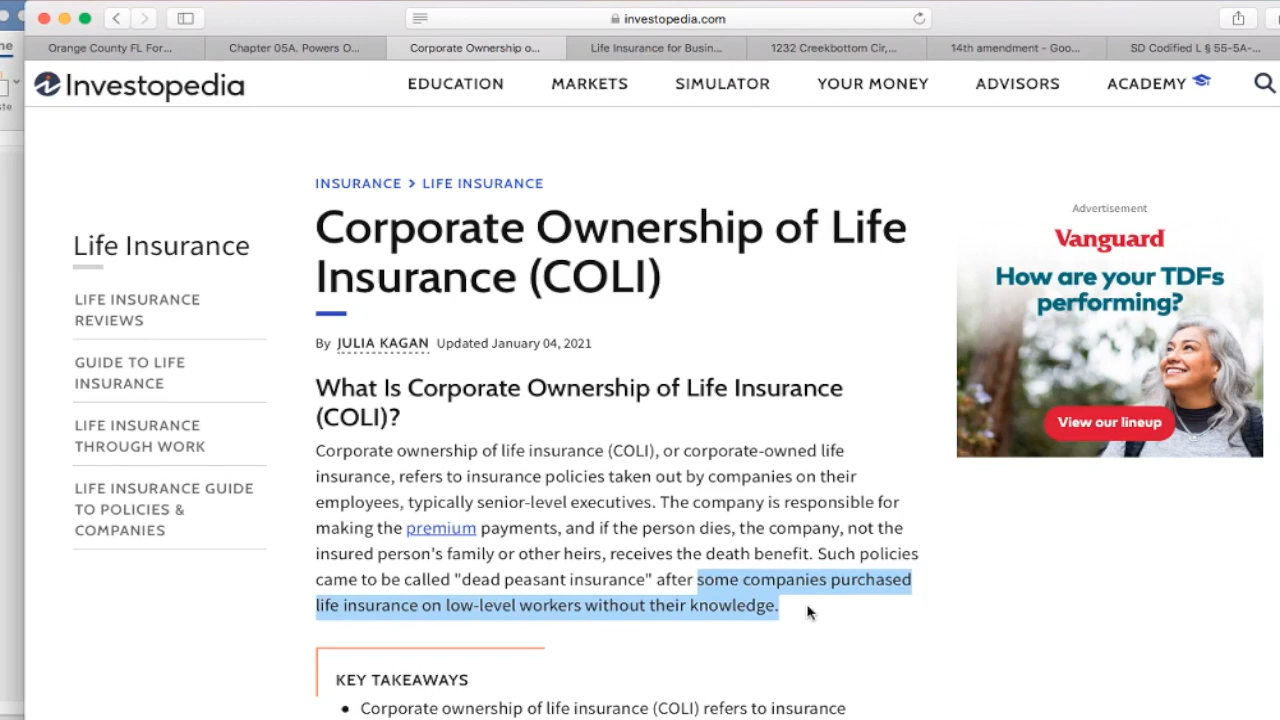 investopedia.com
Orange County FL For...
Chapter 05A. Powers O...
Corporate Ownership o...
Life Insurance for Busin...
1232 Creekbottom Cir,...
14th amendment - Goo...
SD Codified L § 55-5A-...
Investopedia
EDUCATION
MARKETS
SIMULATOR
YOUR MONEY
ADVISORS
ACADEMY
INSURANCE > LIFE INSURANCE
Corporate Ownership of Life
Insurance (COLI)
By JULIA KAGAN Updated January 04, 2021
Life Insurance
LIFE INSURANCE
REVIEWS
GUIDE TO LIFE
INSURANCE
LIFE INSURANCE
THROUGH WORK
LIFE INSURANCE GUIDE
TO POLICIES &
COMPANIES
What Is Corporate Ownership of Life Insurance
(COLI)?
Corporate ownership of life insurance (COLI), or corporate-owned life
insurance, refers to insurance policies taken out by companies on their
employees, typically senior-level executives. The company is responsible for
making the premium payments, and if the person dies, the company, not the
insured person's family or other heirs, receives the death benefit. Such policies
came to be called "dead peasant insurance" after some companies purchased
life insurance on low-level workers without their knowledge.
KEY TAKEAWAYS
• Corporate ownership of life insurance (COLI) refers to insurance
Advertisement
Vanguard
How are your TDFs
performing?
View our lineup